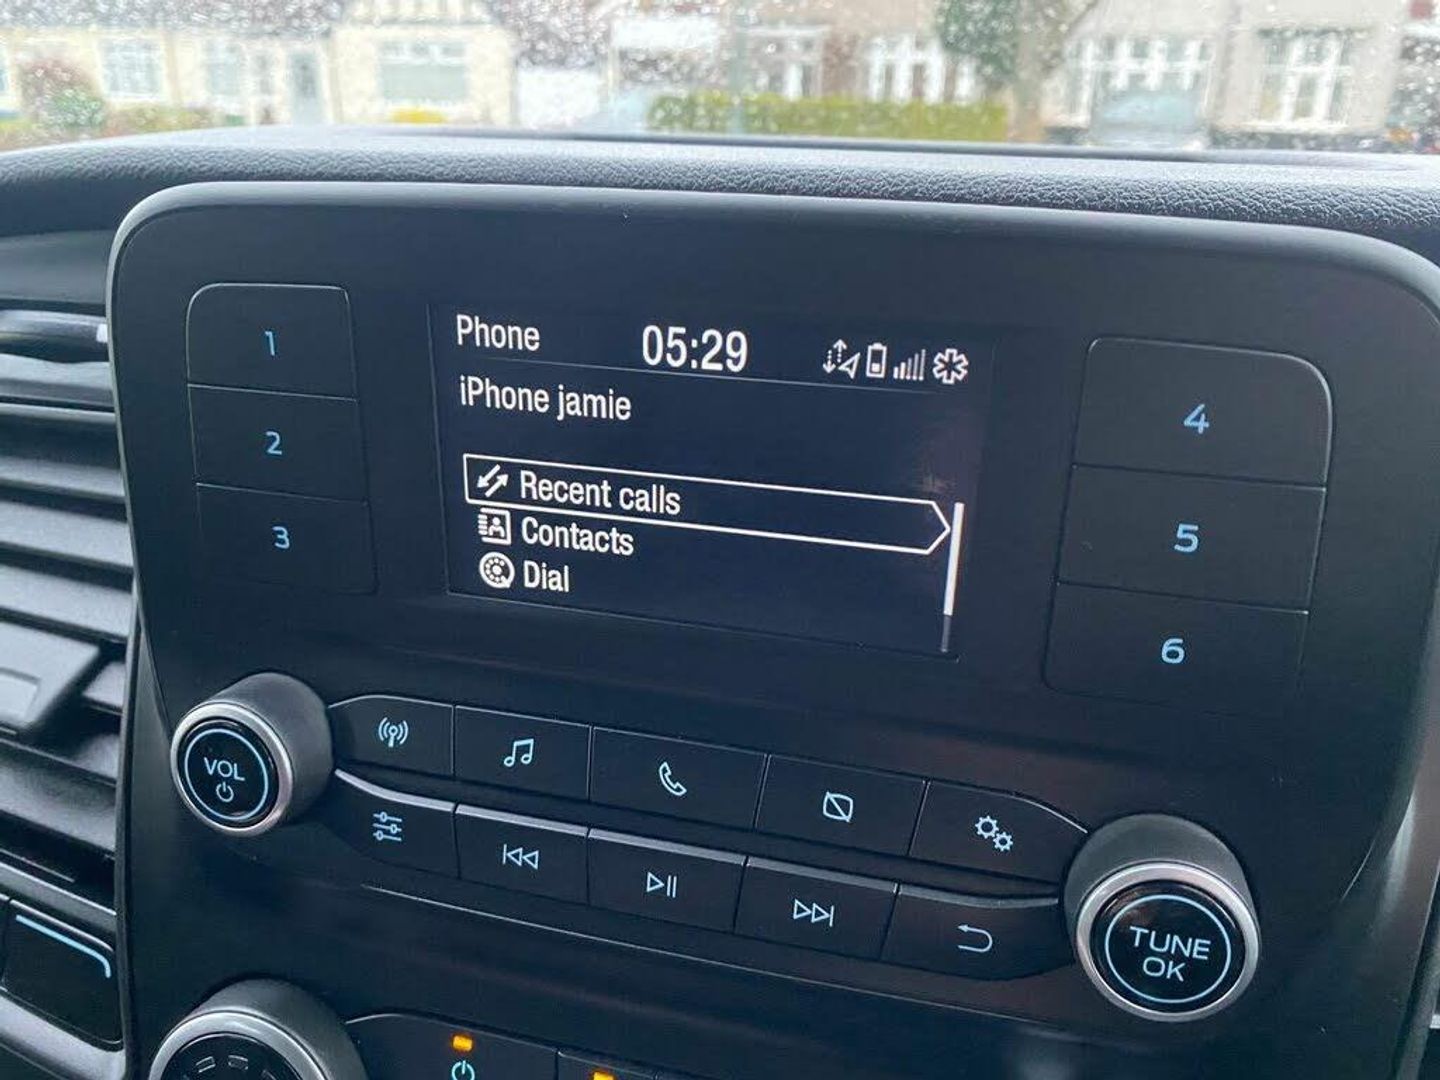 Phone 05:29
iPhone jamie
Recent calls
Contacts
Dial
1
2
3
4
5
6
VOL
TUNE
OK